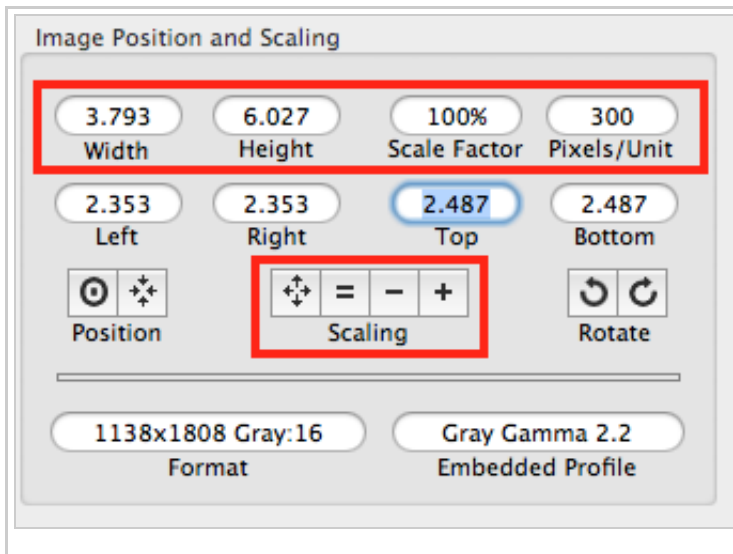 Image Position and Scaling
3.793 6.027 100% 300
Width Height Scale Factor Pixels/Unit
2.353 2.353 2.487 2.487
Left Right Top Bottom
= − +
Position Scaling Rotate
1138x1808 Gray:16 Gray Gamma 2.2
Format Embedded Profile